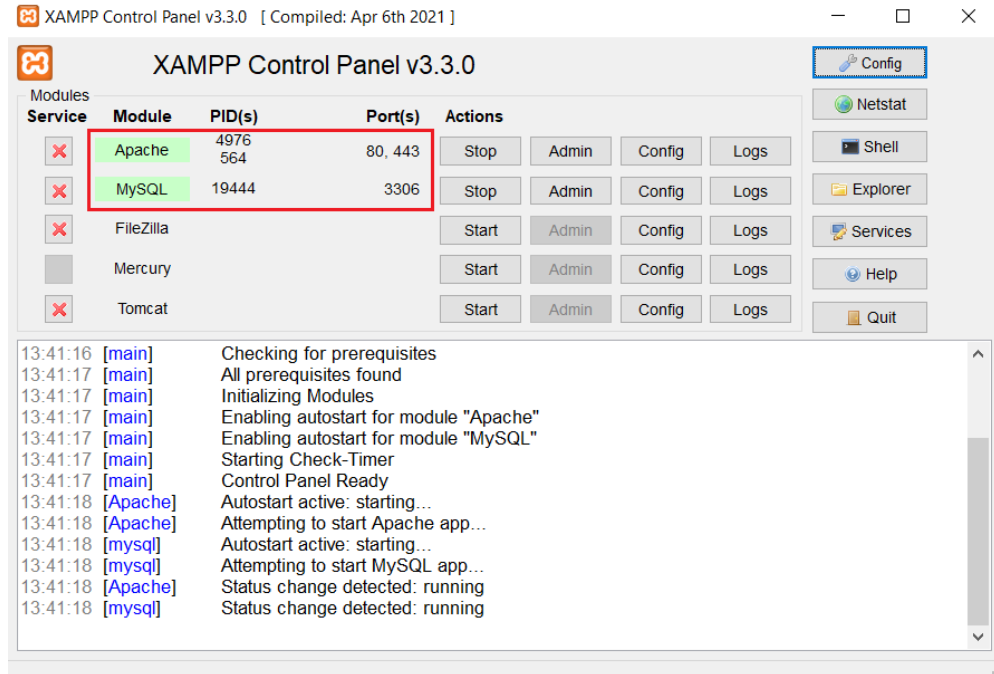 XAMPP Control Panel v3.3.0 [ Compiled: Apr 6th 2021 ]
XAMPP Control Panel v3.3.0
Config
Netstat
Shell
Explorer
Services
Help
Quit
Modules
Service Module PID(s) Port(s) Actions
Apache 4976 564 80, 443 Stop Admin Config Logs
MySQL 19444 3306 Stop Admin Config Logs
FileZilla Start Admin Config Logs
Mercury Start Admin Config Logs
Tomcat Start Admin Config Logs
13:41:16 [main] Checking for prerequisites
13:41:17 [main] All prerequisites found
13:41:17 [main] Initializing Modules
13:41:17 [main] Enabling autostart for module "Apache"
13:41:17 [main] Enabling autostart for module "MySQL"
13:41:17 [main] Starting Check-Timer
13:41:17 [main] Control Panel Ready
13:41:18 [Apache] Autostart active: starting...
13:41:18 [Apache] Attempting to start Apache app...
13:41:18 [mysql] Autostart active: starting...
13:41:18 [mysql] Attempting to start MySQL app...
13:41:18 [Apache] Status change detected: running
13:41:18 [mysql] Status change detected: running